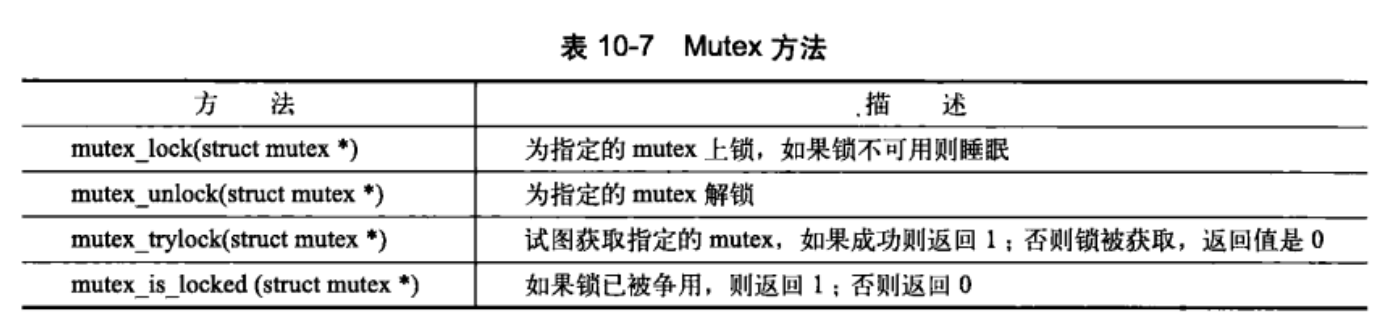 表 10-7 Mutex 方法
方 法 描 述
mutex_lock(struct mutex *) 为指定的 mutex 上锁，如果锁不可用则睡眠
mutex_unlock(struct mutex *) 为指定的 mutex 解锁
mutex_trylock(struct mutex *) 试图获取指定的 mutex，如果成功则返回 1；否则锁被获取，返回值是 0
mutex_is_locked (struct mutex *) 如果锁已被争用，则返回 1；否则返回 0